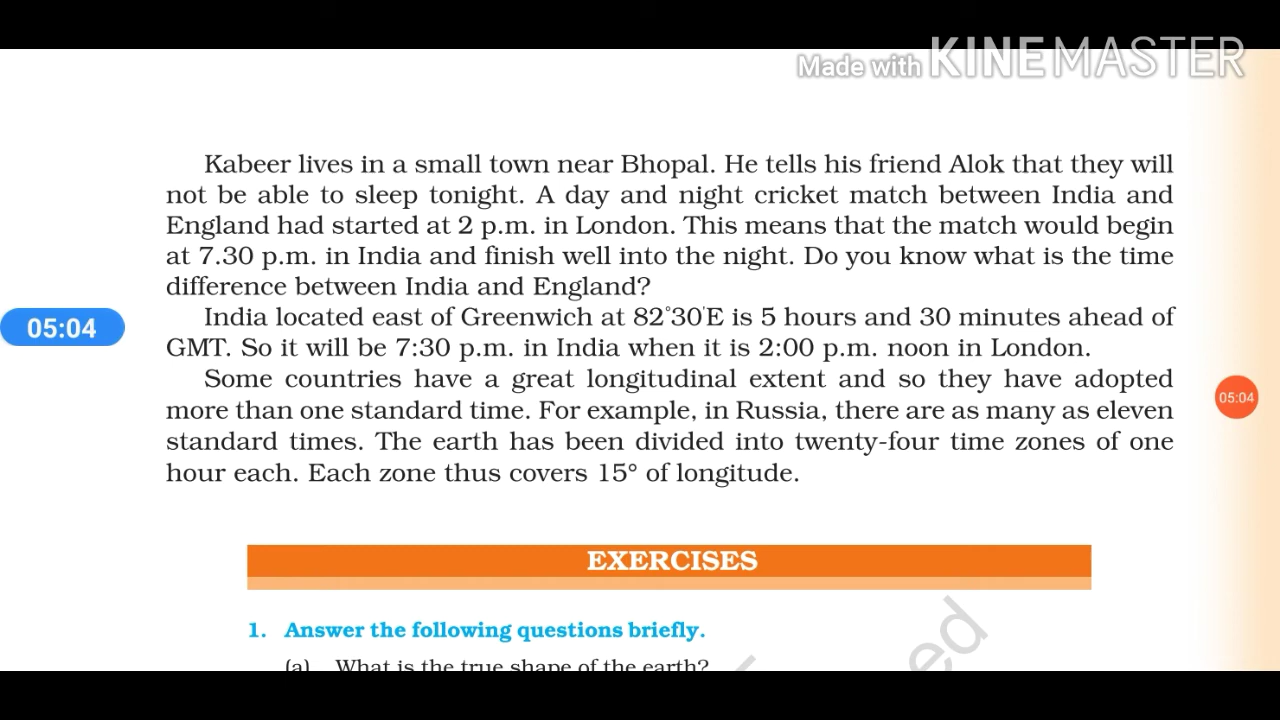 Made with KINEMASTER
Kabeer lives in a small town near Bhopal. He tells his friend Alok that they will
not be able to sleep tonight. A day and night cricket match between India and
England had started at 2 p.m. in London. This means that the match would begin
at 7.30 p.m. in India and finish well into the night. Do you know what is the time
difference between India and England?
India located east of Greenwich at 82°30'E is 5 hours and 30 minutes ahead of
GMT. So it will be 7:30 p.m. in India when it is 2:00 p.m. noon in London.
Some countries have a great longitudinal extent and so they have adopted
more than one standard time. For example, in Russia, there are as many as eleven
standard times. The earth has been divided into twenty-four time zones of one
hour each. Each zone thus covers 15° of longitude.
05:04
05:04
EXERCISES
1. Answer the following questions briefly.
(a) What is the true shape of the earth?
ed